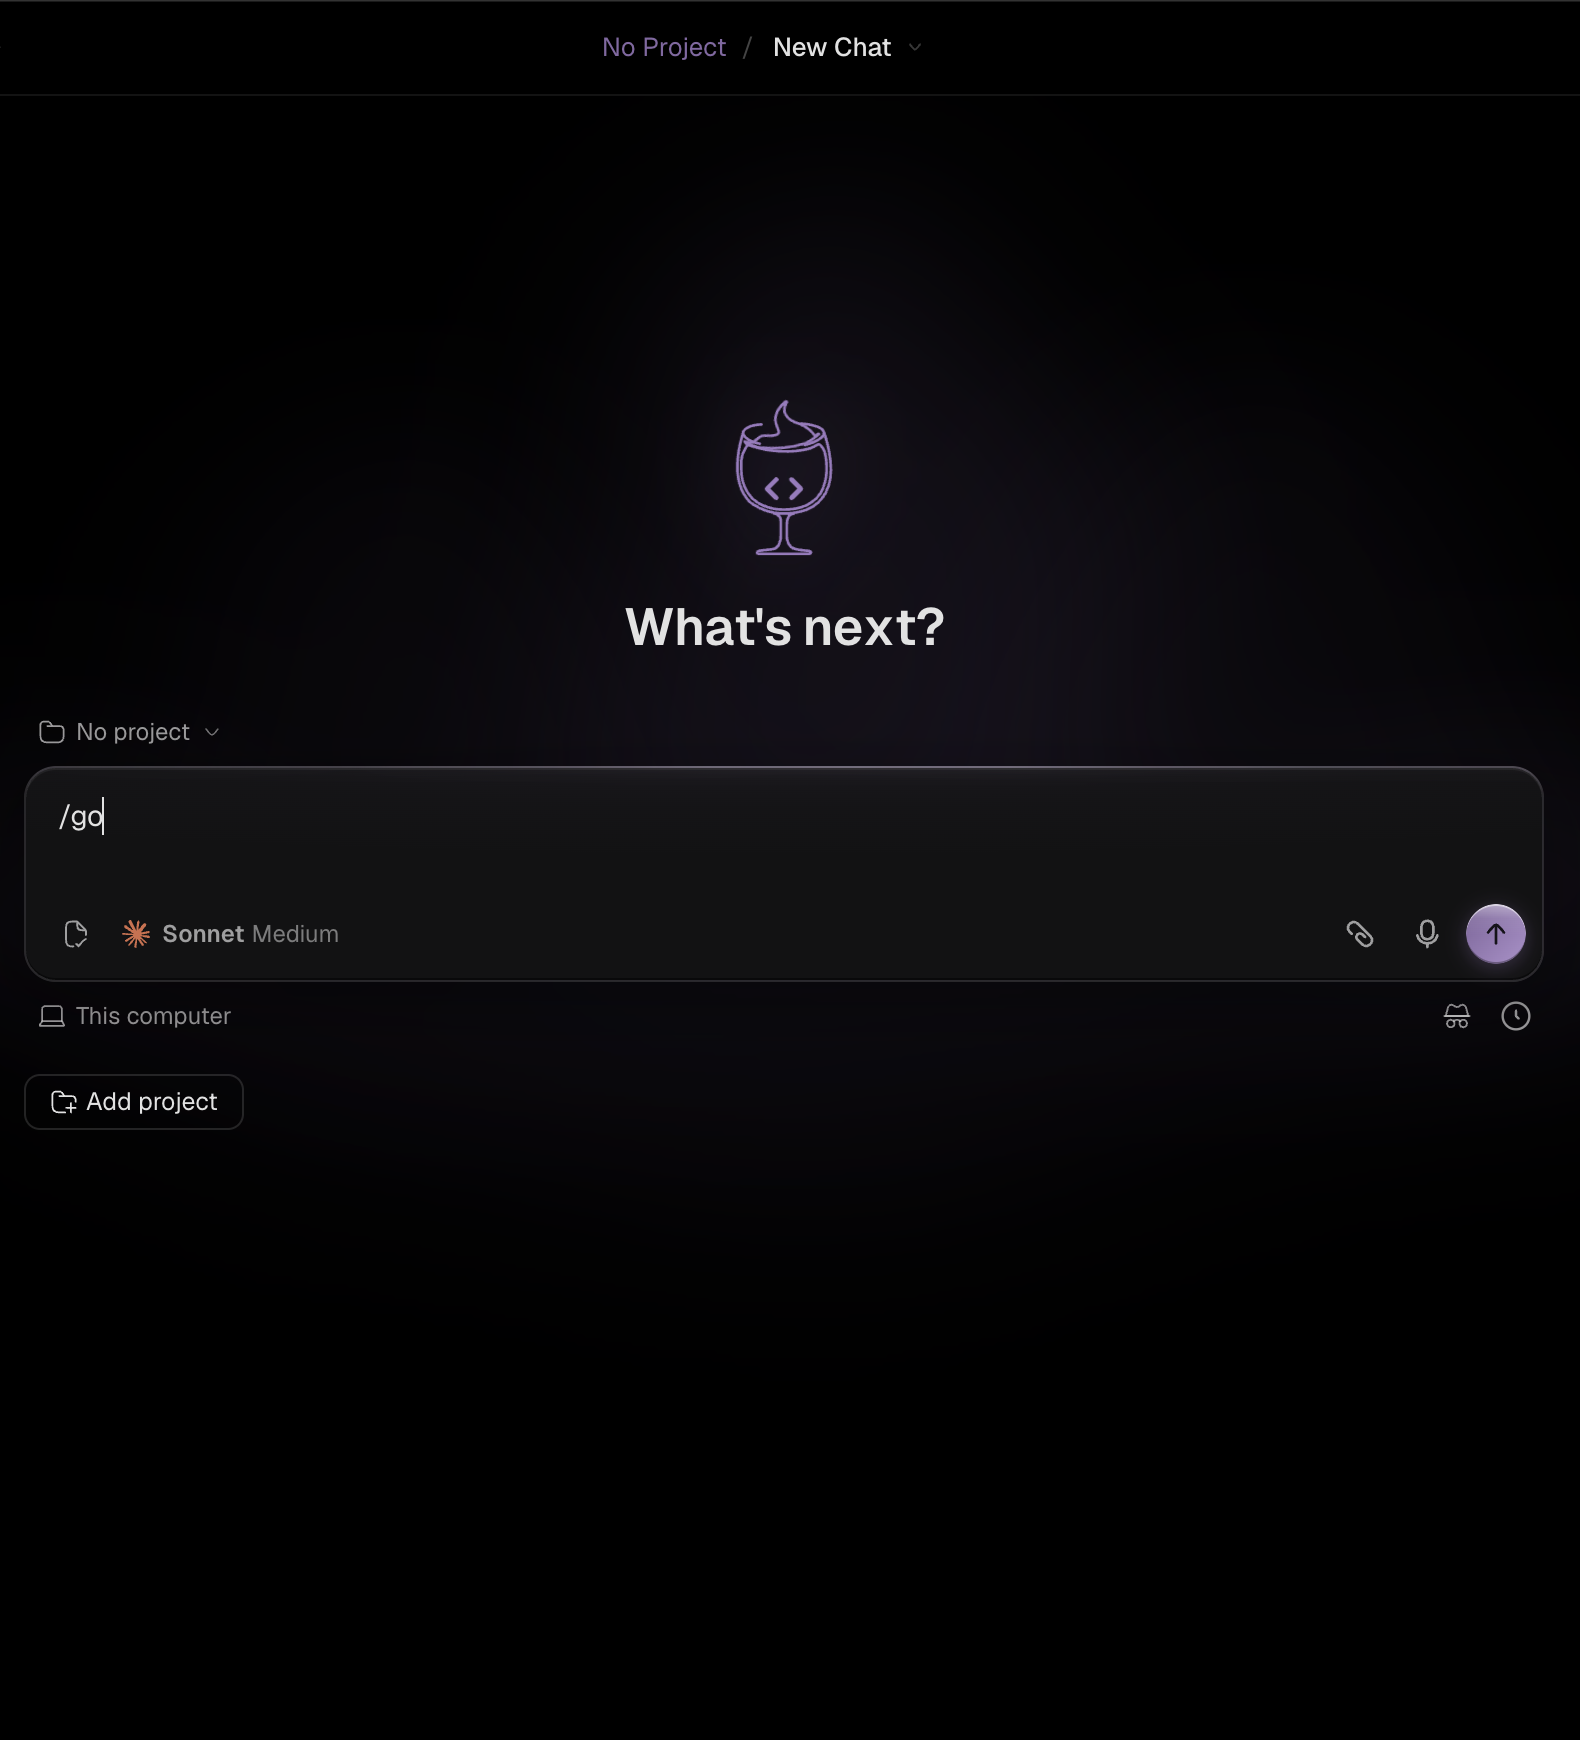 No Project / New Chat
What's next?
No project
/go
Sonnet Medium
This computer
Add project